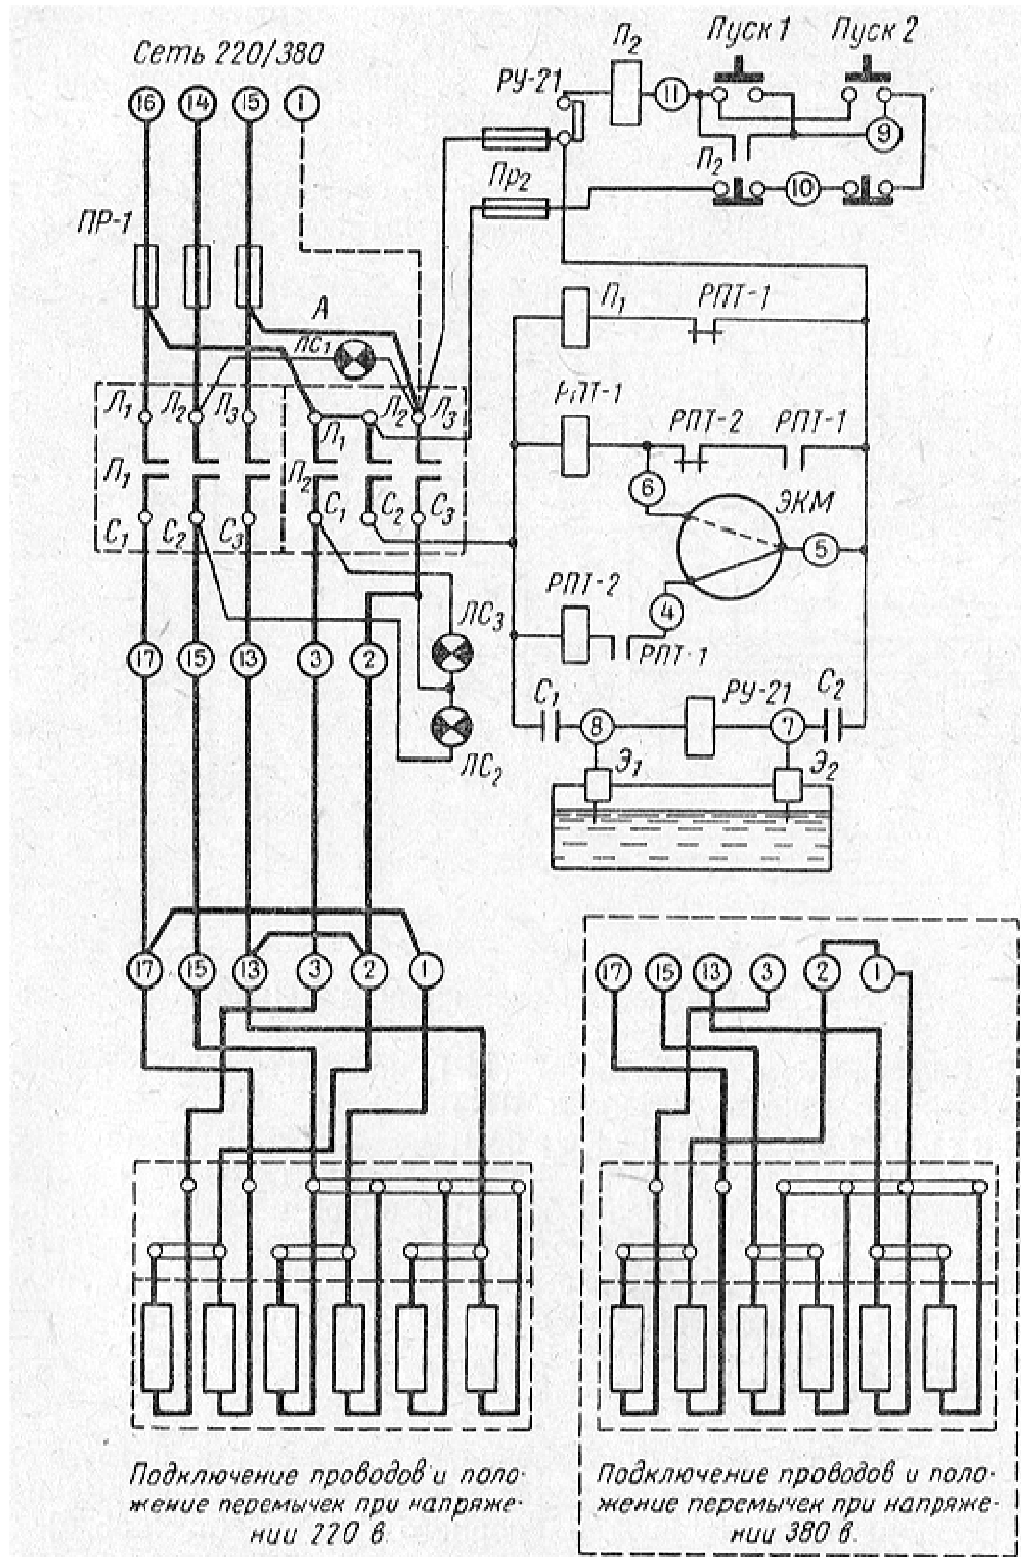 Сеть 220/380
16 14 15 1
ПР-1
А
ЛС1
Л1 Л2 Л3 Л1 Л2 Л3
П1 П2
С1 С2 С3 С1 С2 С3
17 15 13 3 2
ЛС3
ЛС2
РУ-21
П2
11
Пуск 1
Пуск 2
9
Пр2
П2
10
П1
РПТ-1
РПТ-1
РПТ-2
РПТ-1
6
ЭКМ
5
РПТ-2
4
РПТ-1
С1
8
РУ-21
7
С2
Э1
Э2
17 15 13 3 2 1
17 15 13 3 2 1
Подключение проводов и поло-
жение перемычек при напряже-
нии 220 в.
Подключение проводов и поло-
жение перемычек при напряже-
нии 380 в.